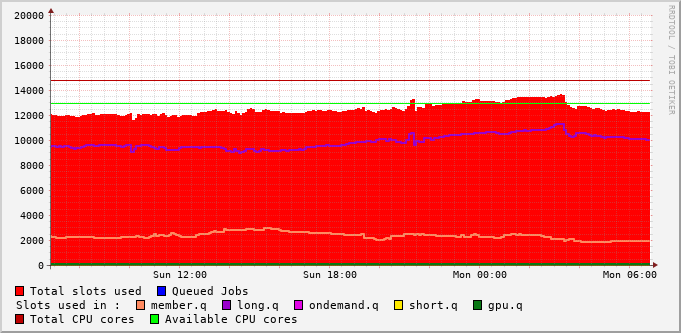 RRDTOOL / TOBI OETIKER
20000
18000
16000
14000
12000
10000
8000
6000
4000
2000
0
Sun 12:00 Sun 18:00 Mon 00:00 Mon 06:00
Total slots used Queued Jobs
Slots used in : member.q long.q ondemand.q short.q gpu.q
Total CPU cores Available CPU cores